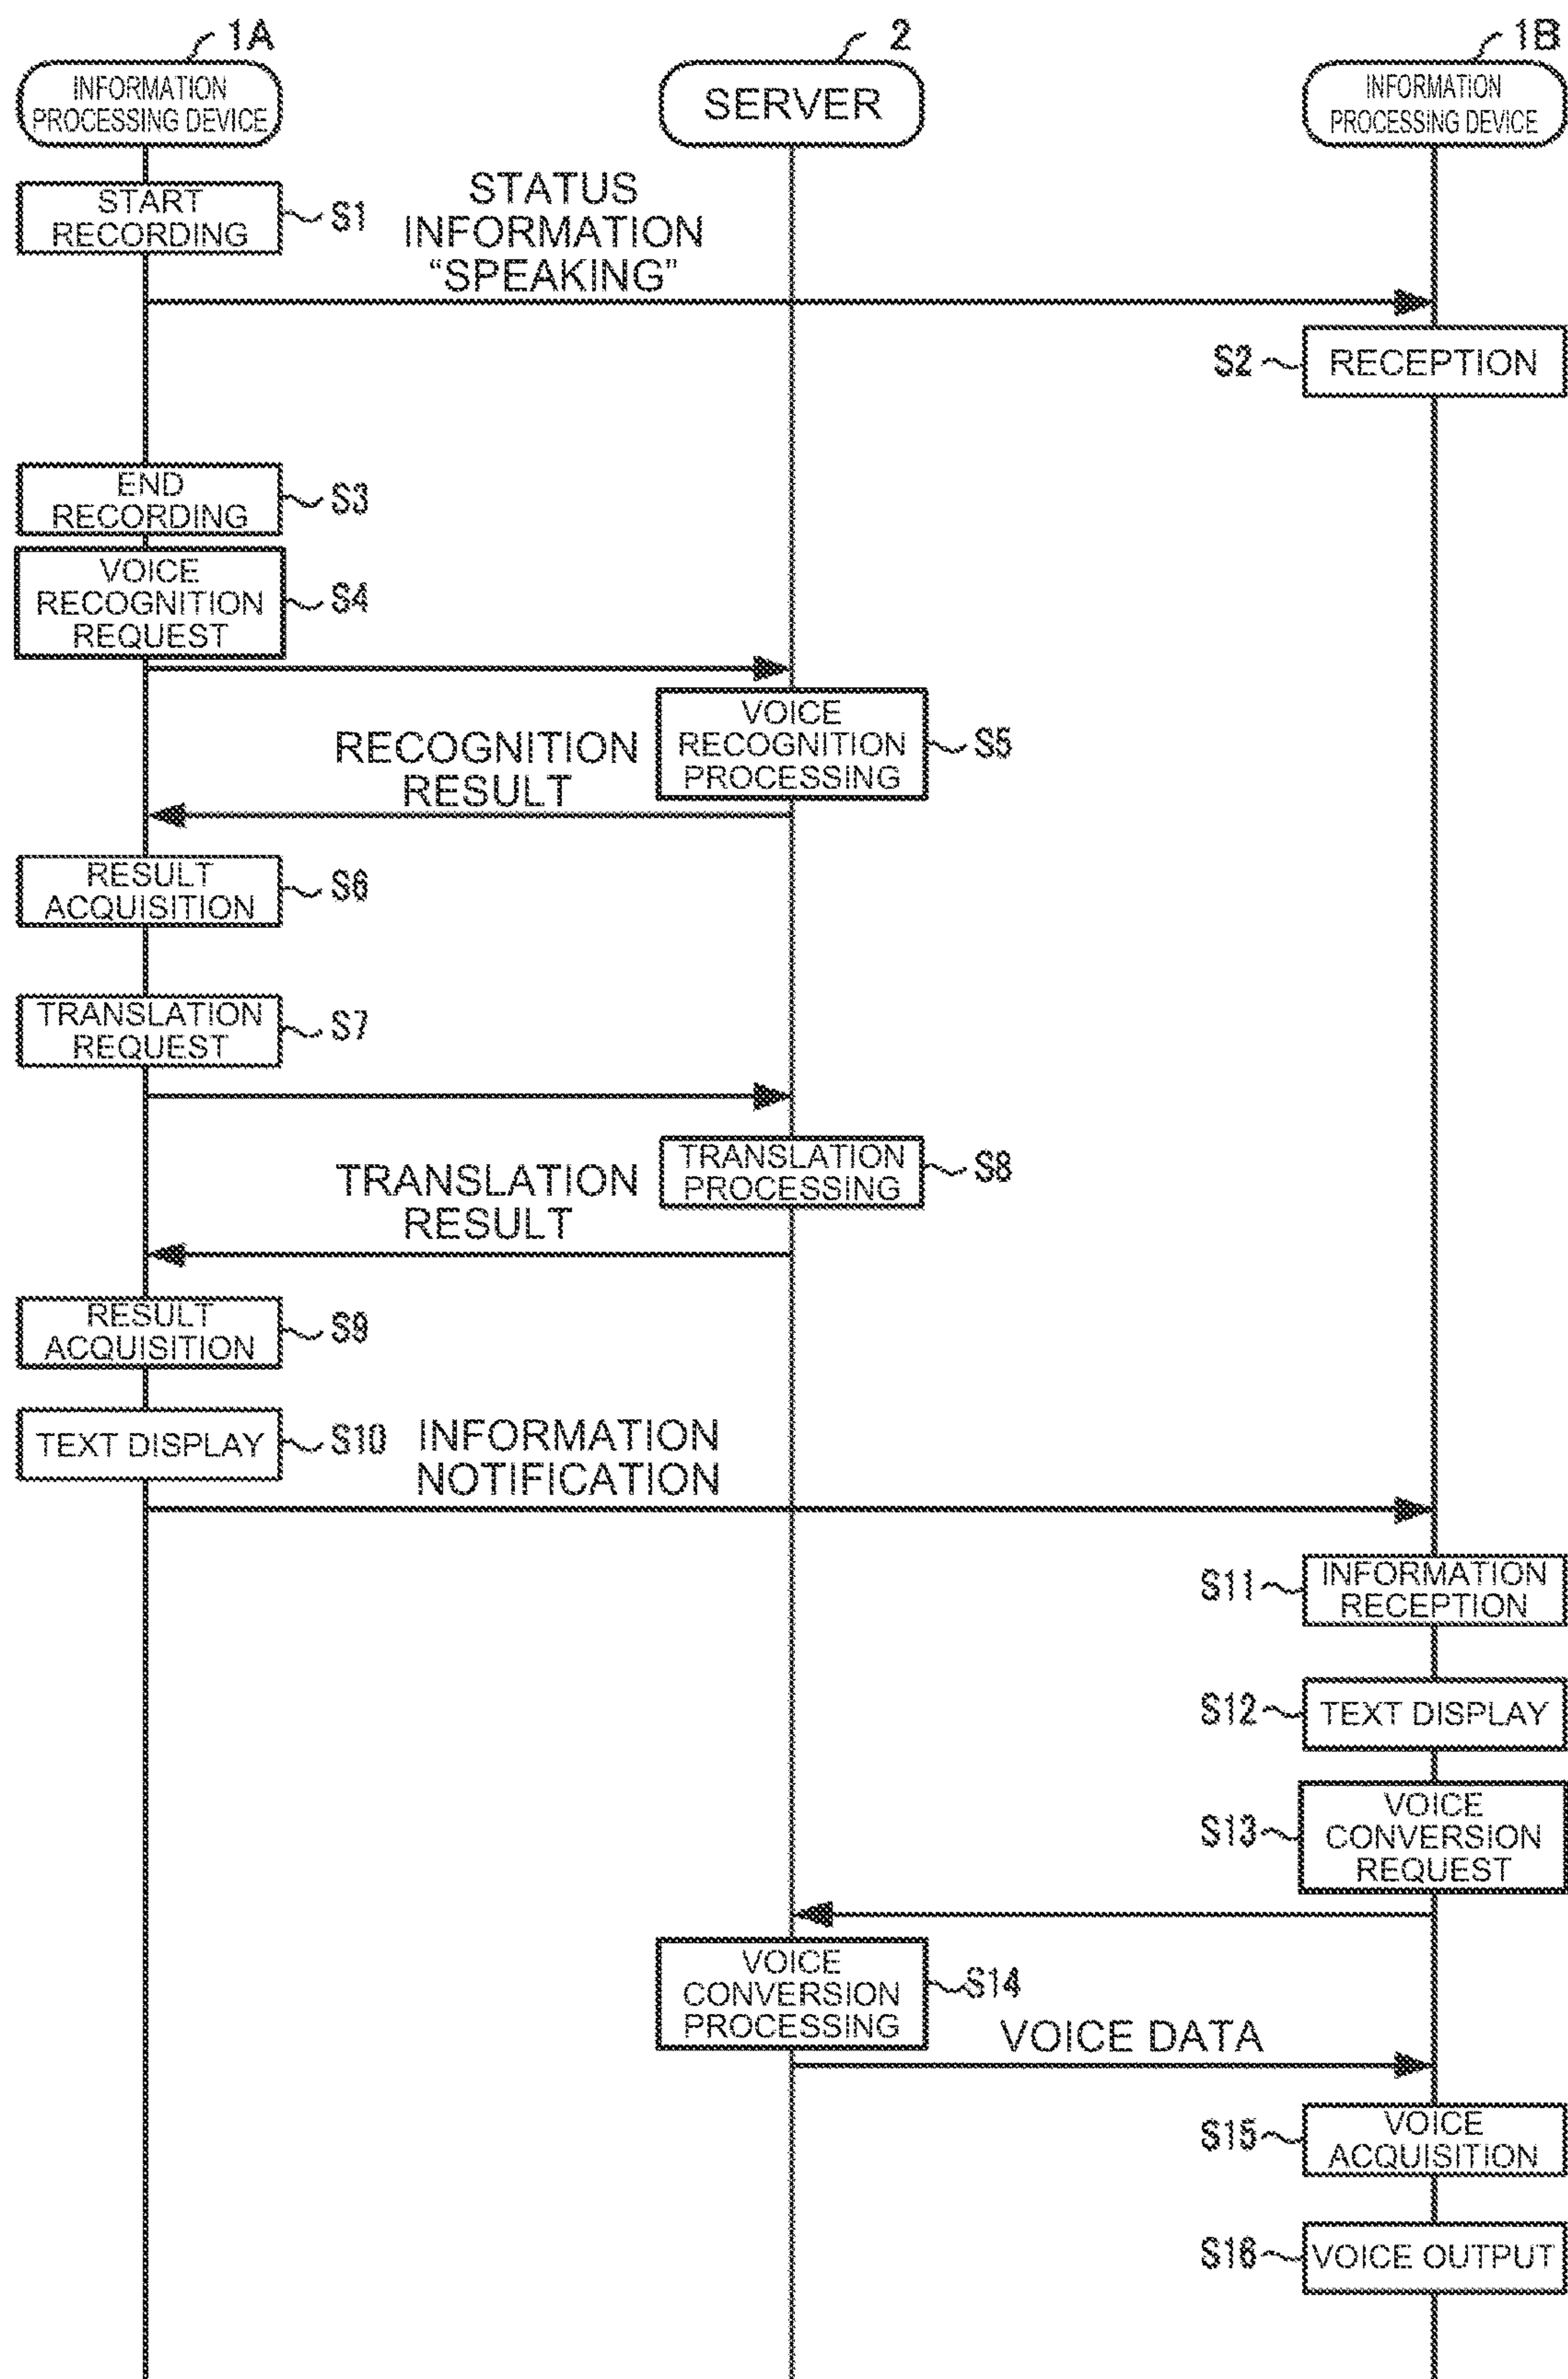 1A
2
1B
INFORMATION
PROCESSING DEVICE
SERVER
INFORMATION
PROCESSING DEVICE
START
RECORDING
S1
STATUS
INFORMATION
“SPEAKING”
S2
RECEPTION
END
RECORDING
S3
VOICE
RECOGNITION
REQUEST
S4
VOICE
RECOGNITION
PROCESSING
S5
RECOGNITION
RESULT
RESULT
ACQUISITION
S6
TRANSLATION
REQUEST
S7
TRANSLATION
PROCESSING
S8
TRANSLATION
RESULT
RESULT
ACQUISITION
S9
TEXT DISPLAY
S10
INFORMATION
NOTIFICATION
S11
INFORMATION
RECEPTION
S12
TEXT DISPLAY
S13
VOICE
CONVERSION
REQUEST
VOICE
CONVERSION
PROCESSING
S14
VOICE DATA
S15
VOICE
ACQUISITION
S16
VOICE OUTPUT